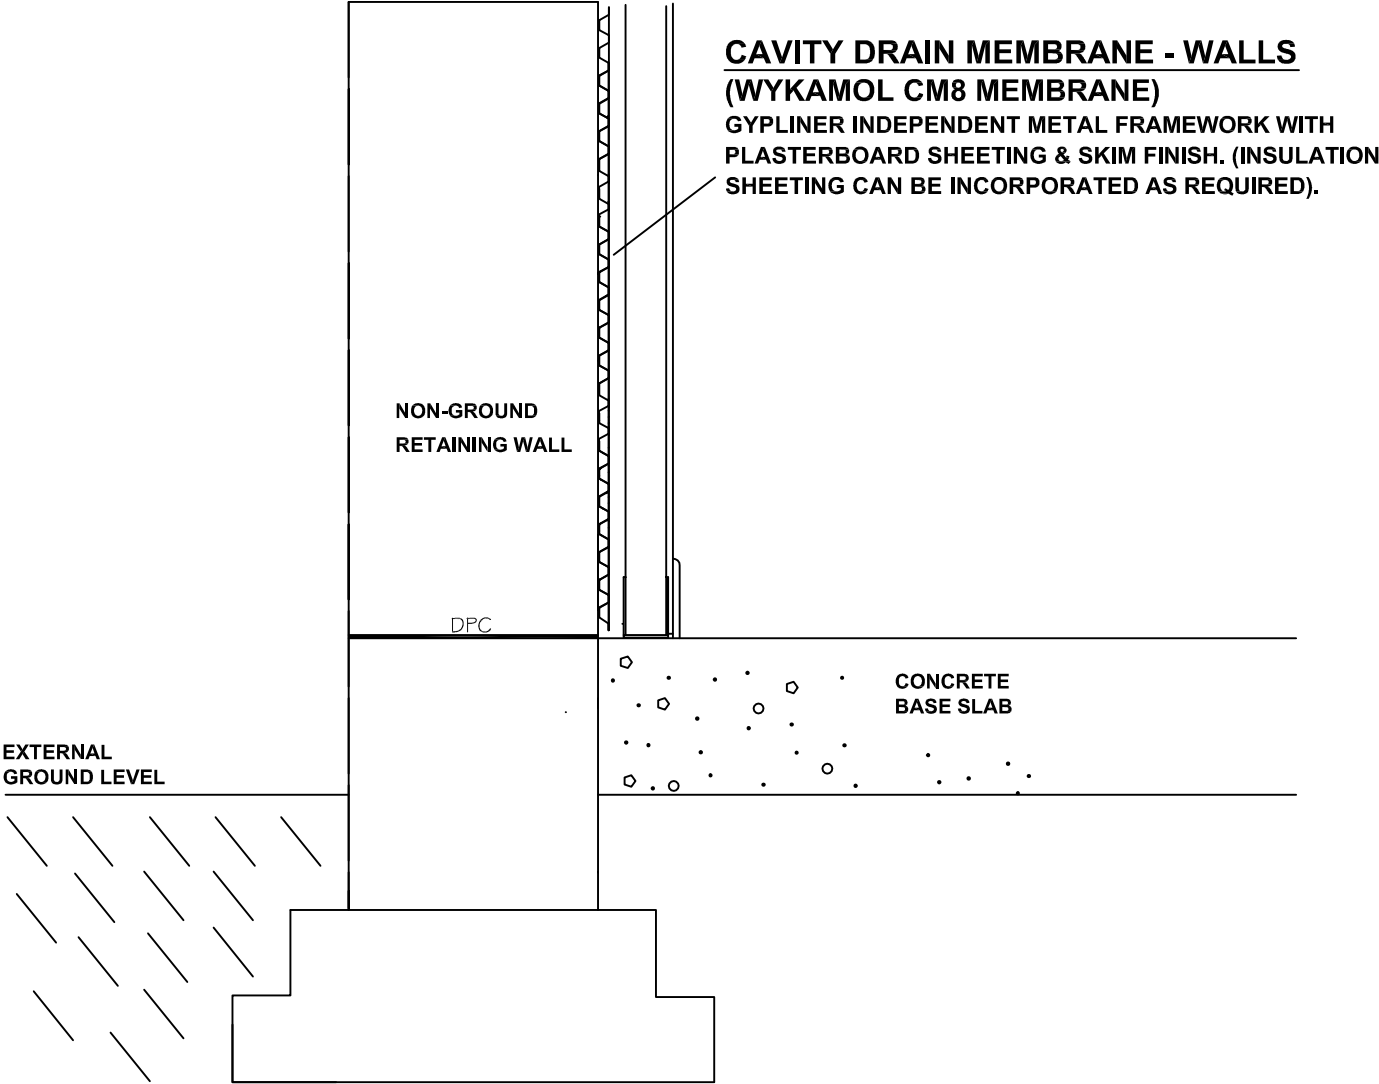 CAVITY DRAIN MEMBRANE - WALLS
(WYKAMOL CM8 MEMBRANE)
GYPLINER INDEPENDENT METAL FRAMEWORK WITH
PLASTERBOARD SHEETING & SKIM FINISH. (INSULATION
SHEETING CAN BE INCORPORATED AS REQUIRED).
NON-GROUND
RETAINING WALL
DPC
CONCRETE
BASE SLAB
EXTERNAL
GROUND LEVEL